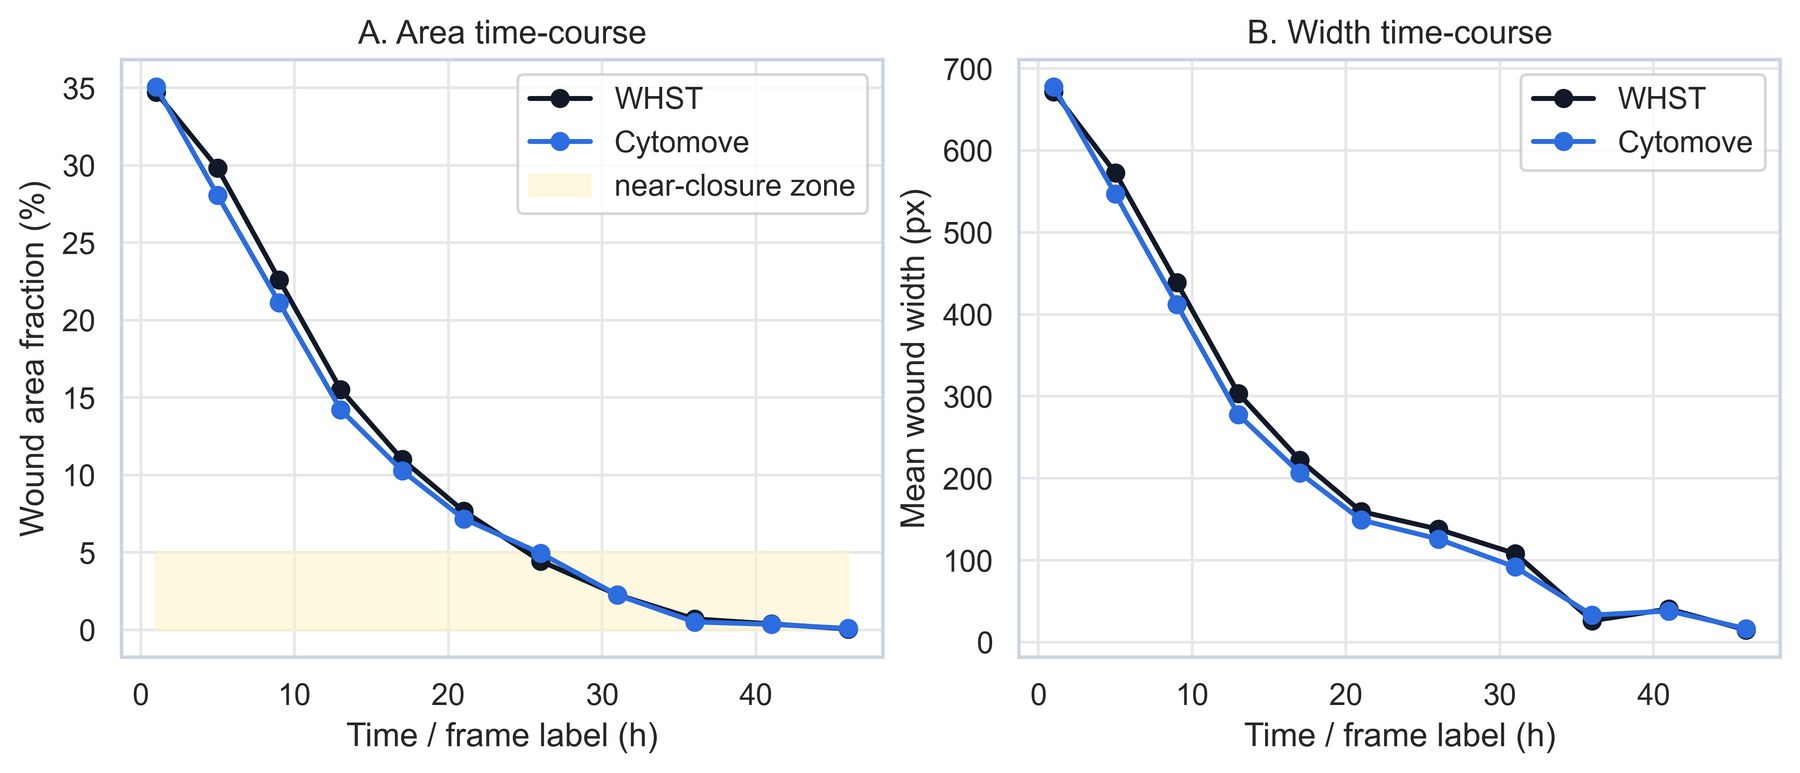 A. Area time-course
Wound area fraction (%)
35
30
25
20
15
10
5
0
WHST
Cytomove
near-closure zone
0 10 20 30 40
Time / frame label (h)
B. Width time-course
Mean wound width (px)
700
600
500
400
300
200
100
0
WHST
Cytomove
0 10 20 30 40
Time / frame label (h)